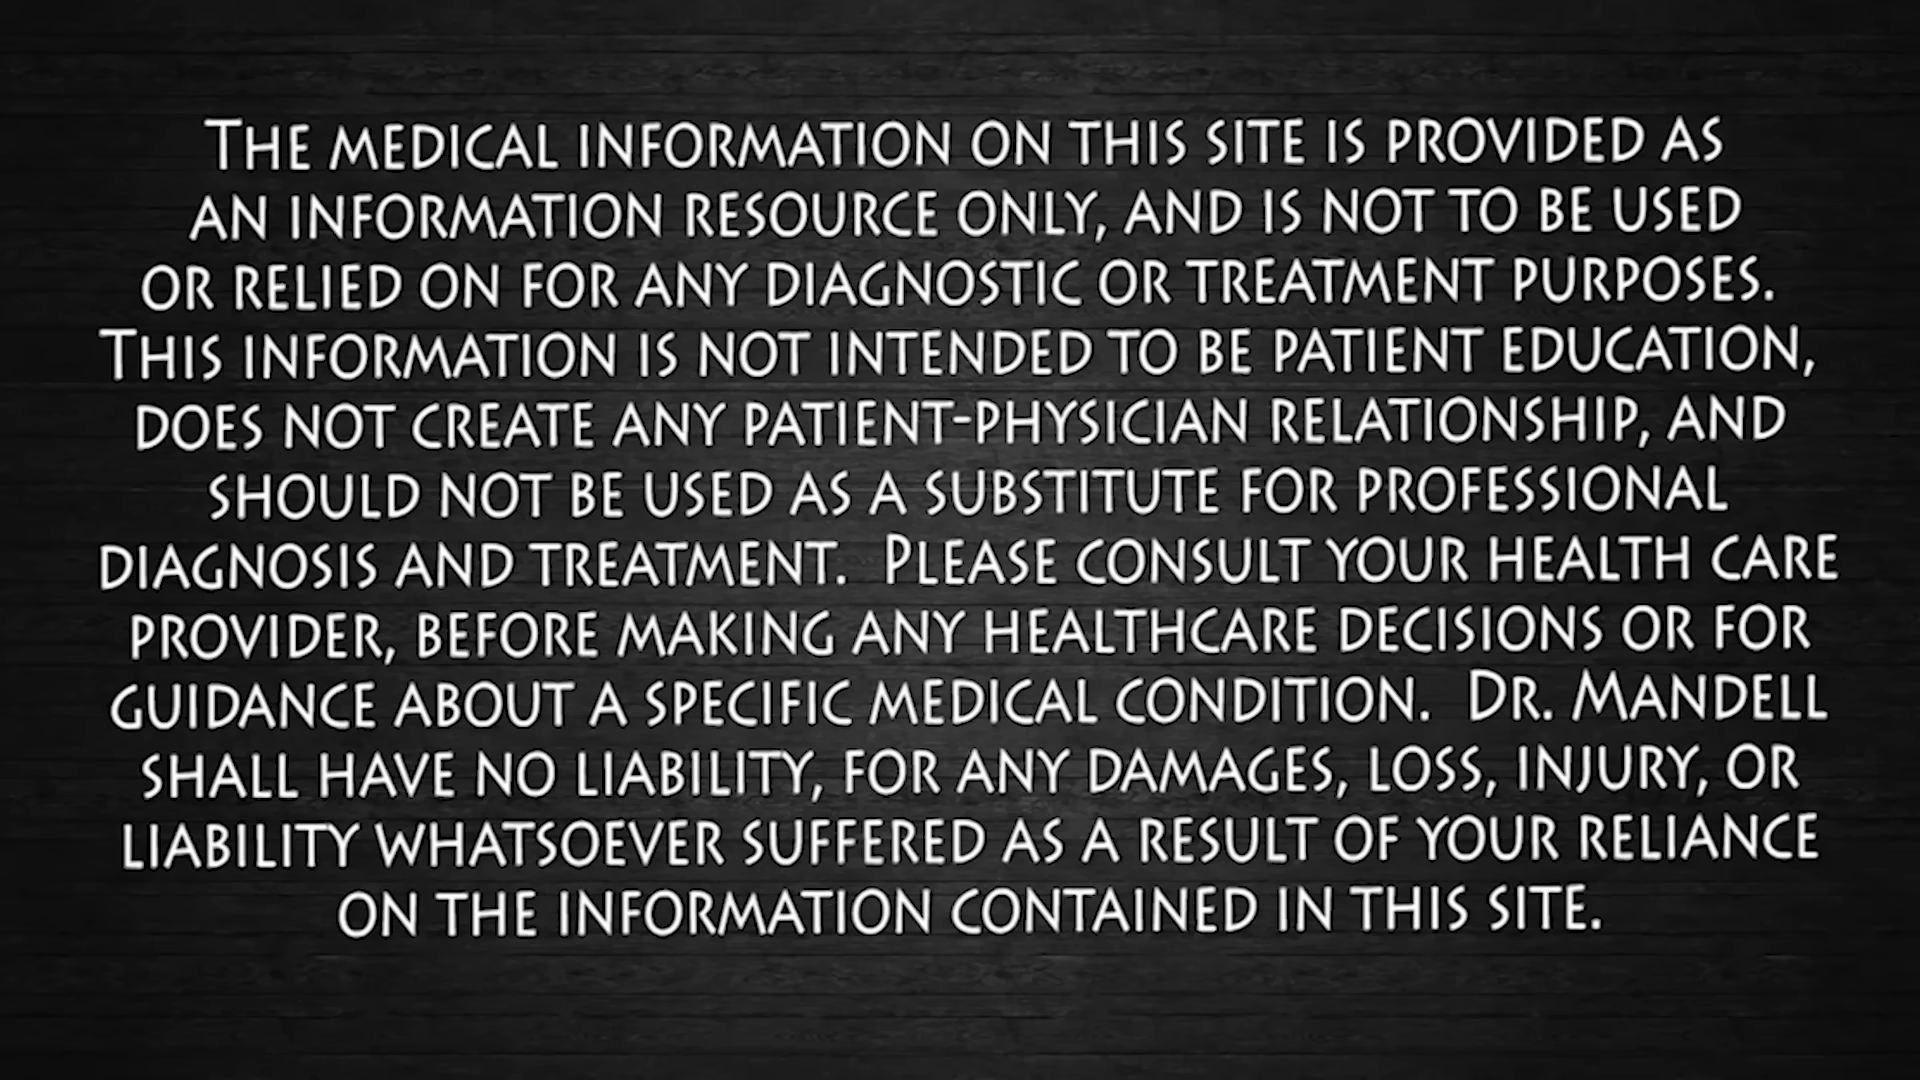 The medical information on this site is provided as
an information resource only, and is not to be used
or relied on for any diagnostic or treatment purposes.
This information is not intended to be patient education,
does not create any patient-physician relationship, and
should not be used as a substitute for professional
diagnosis and treatment.  Please consult your health care
provider, before making any healthcare decisions or for
guidance about a specific medical condition.  Dr. Mandell
shall have no liability, for any damages, loss, injury, or
liability whatsoever suffered as a result of your reliance
on the information contained in this site.